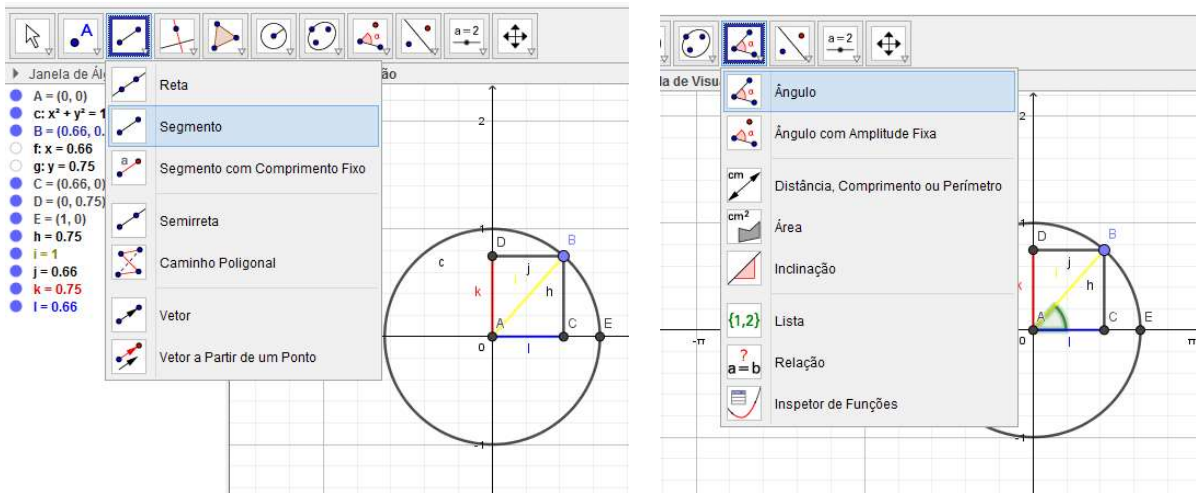 A
a=2
Janela de Ál
ão
A = (0, 0)
c: x² + y² = 1
B = (0.66, 0.
f: x = 0.66
g: y = 0.75
C = (0.66, 0)
D = (0, 0.75)
E = (1, 0)
h = 0.75
i = 1
j = 0.66
k = 0.75
l = 0.66
Reta
Segmento
a
Segmento com Comprimento Fixo
Semirreta
Caminho Poligonal
Vetor
Vetor a Partir de um Ponto
2
1
D
B
c
j
i
k
h
A
C
E
0
l
-1
a=2
la de Visu
α
Ângulo
α
Ângulo com Amplitude Fixa
cm
Distância, Comprimento ou Perímetro
cm²
Área
Inclinação
{1,2}
Lista
?
a=b
Relação
Inspetor de Funções
2
1
D
B
j
i
k
h
A
C
E
-π
0
l
π
-1